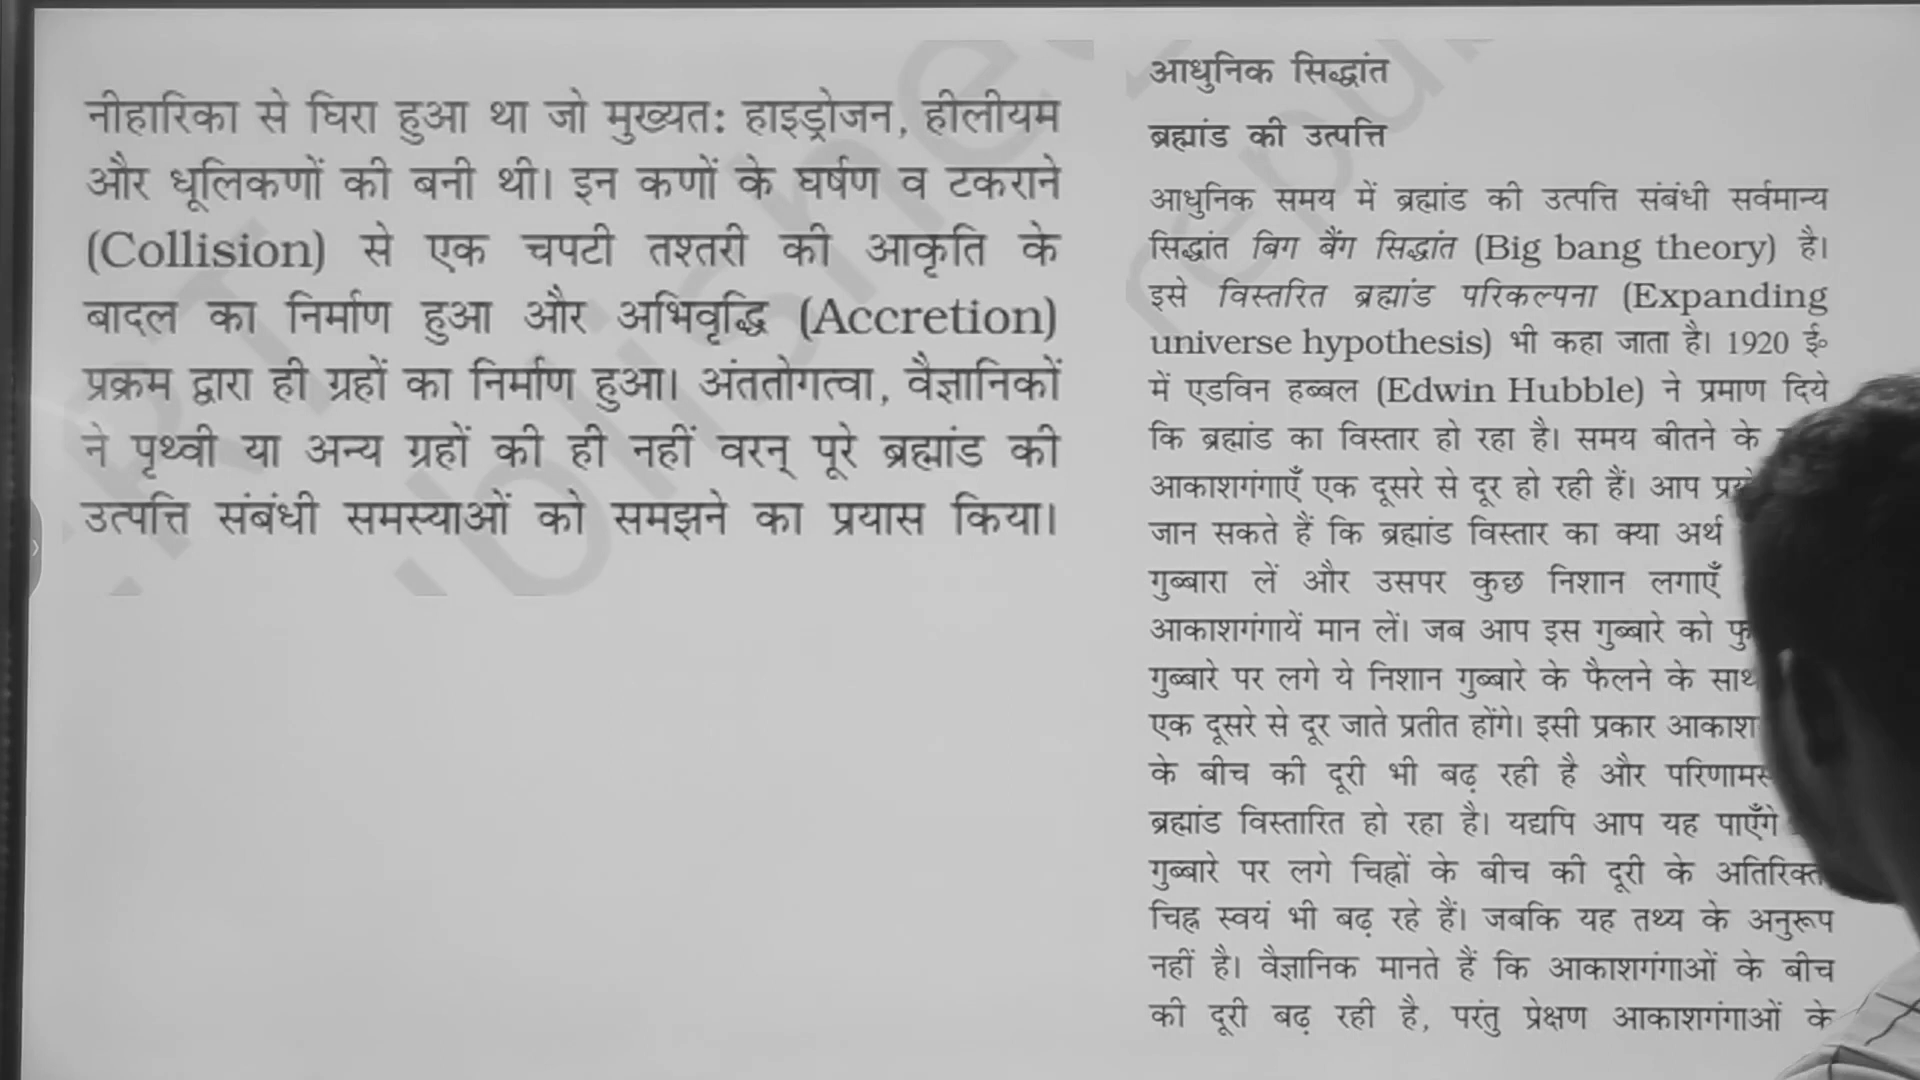 नीहारिका से घिरा हुआ था जो मुख्यतः हाइड्रोजन, हीलीयम
और धूलिकणों की बनी थी। इन कणों के घर्षण व टकराने
(Collision) से एक चपटी तश्तरी की आकृति के
बादल का निर्माण हुआ और अभिवृद्धि (Accretion)
प्रक्रम द्वारा ही ग्रहों का निर्माण हुआ। अंततोगत्वा, वैज्ञानिकों
ने पृथ्वी या अन्य ग्रहों की ही नहीं वरन् पूरे ब्रह्मांड की
उत्पत्ति संबंधी समस्याओं को समझने का प्रयास किया।
आधुनिक सिद्धांत
ब्रह्मांड की उत्पत्ति
आधुनिक समय में ब्रह्मांड की उत्पत्ति संबंधी सर्वमान्य
सिद्धांत बिग बैंग सिद्धांत (Big bang theory) है।
इसे विस्तरित ब्रह्मांड परिकल्पना (Expanding
universe hypothesis) भी कहा जाता है। 1920 ई॰
में एडविन हब्बल (Edwin Hubble) ने प्रमाण दिये
कि ब्रह्मांड का विस्तार हो रहा है। समय बीतने के
आकाशगंगाएँ एक दूसरे से दूर हो रही हैं। आप
जान सकते हैं कि ब्रह्मांड विस्तार का क्या अर्थ
गुब्बारा लें और उसपर कुछ निशान लगाएँ
आकाशगंगायें मान लें। जब आप इस गुब्बारे को
गुब्बारे पर लगे ये निशान गुब्बारे के फैलने के
एक दूसरे से दूर जाते प्रतीत होंगे। इसी प्रकार
के बीच की दूरी भी बढ़ रही है और
ब्रह्मांड विस्तारित हो रहा है। यद्यपि आप यह पाएँगे
गुब्बारे पर लगे चिह्नों के बीच की दूरी के अतिरिक्त
चिह्न स्वयं भी बढ़ रहे हैं। जबकि यह तथ्य के अनुरूप
नहीं है। वैज्ञानिक मानते हैं कि आकाशगंगाओं के बीच
की दूरी बढ़ रही है, परंतु प्रेक्षण आकाशगंगाओं के